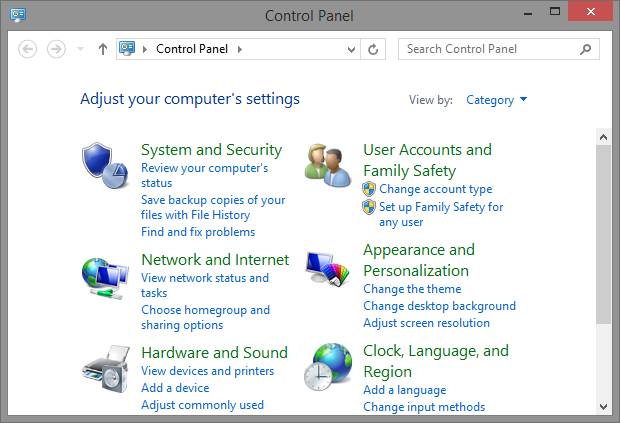 Control Panel
Control Panel
Search Control Panel
Adjust your computer's settings
View by:
Category
System and Security
Review your computer's
status
Save backup copies of your
files with File History
Find and fix problems
Network and Internet
View network status and
tasks
Choose homegroup and
sharing options
Hardware and Sound
View devices and printers
Add a device
Adjust commonly used
User Accounts and
Family Safety
Change account type
Set up Family Safety for
any user
Appearance and
Personalization
Change the theme
Change desktop background
Adjust screen resolution
Clock, Language, and
Region
Add a language
Change input methods